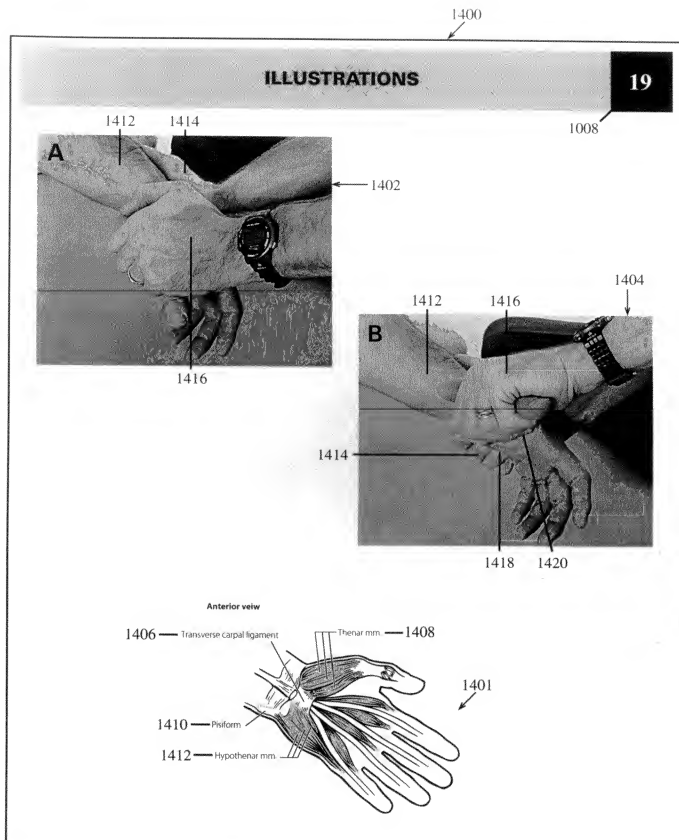 1400
ILLUSTRATIONS 19
1008
1412 1414
A
1402
1416
1412 1416 1404
B
1414
1418 1420
Anterior veiw
1406 Transverse carpal ligament Thenar mm. 1408
1401
1410 Pisiform
1412 Hypothenar mm.